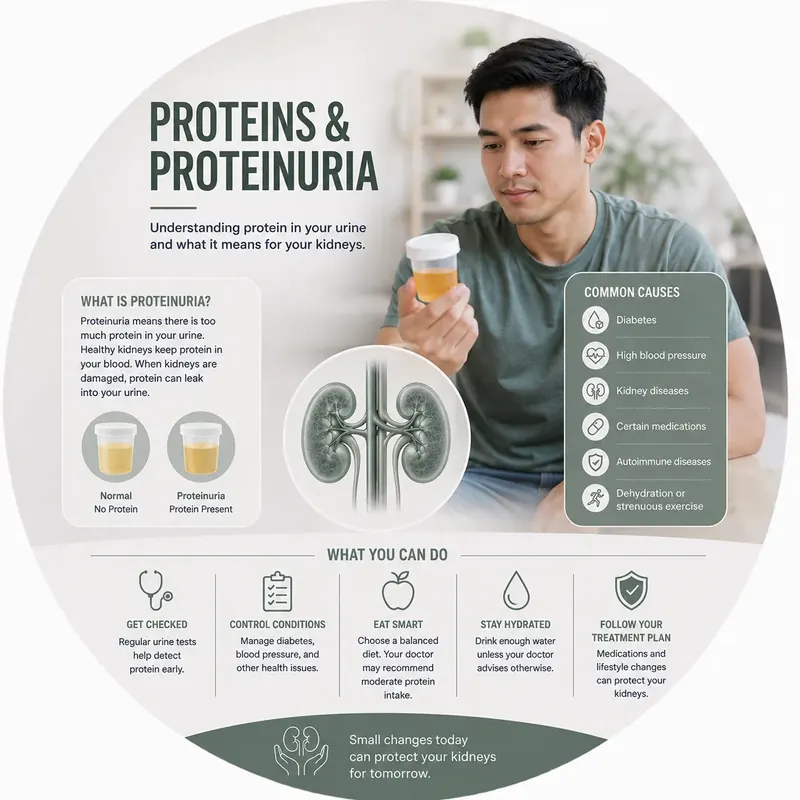 PROTEINS &
PROTEINURIA
Understanding protein in your urine
and what it means for your kidneys.
WHAT IS PROTEINURIA?
Proteinuria means there is too
much protein in your urine.
Healthy kidneys keep protein in
your blood. When kidneys are
damaged, protein can leak
into your urine.
Normal
No Protein
Proteinuria
Protein Present
COMMON CAUSES
Diabetes
High blood pressure
Kidney diseases
Certain medications
Autoimmune diseases
Dehydration or
strenuous exercise
WHAT YOU CAN DO
GET CHECKED
Regular urine tests
help detect
protein early.
CONTROL CONDITIONS
Manage diabetes,
blood pressure, and
other health issues.
EAT SMART
Choose a balanced
diet. Your doctor
may recommend
moderate protein
intake.
STAY HYDRATED
Drink enough water
unless your doctor
advises otherwise.
FOLLOW YOUR
TREATMENT PLAN
Medications and
lifestyle changes
can protect your
kidneys.
Small changes today
can protect your kidneys
for tomorrow.